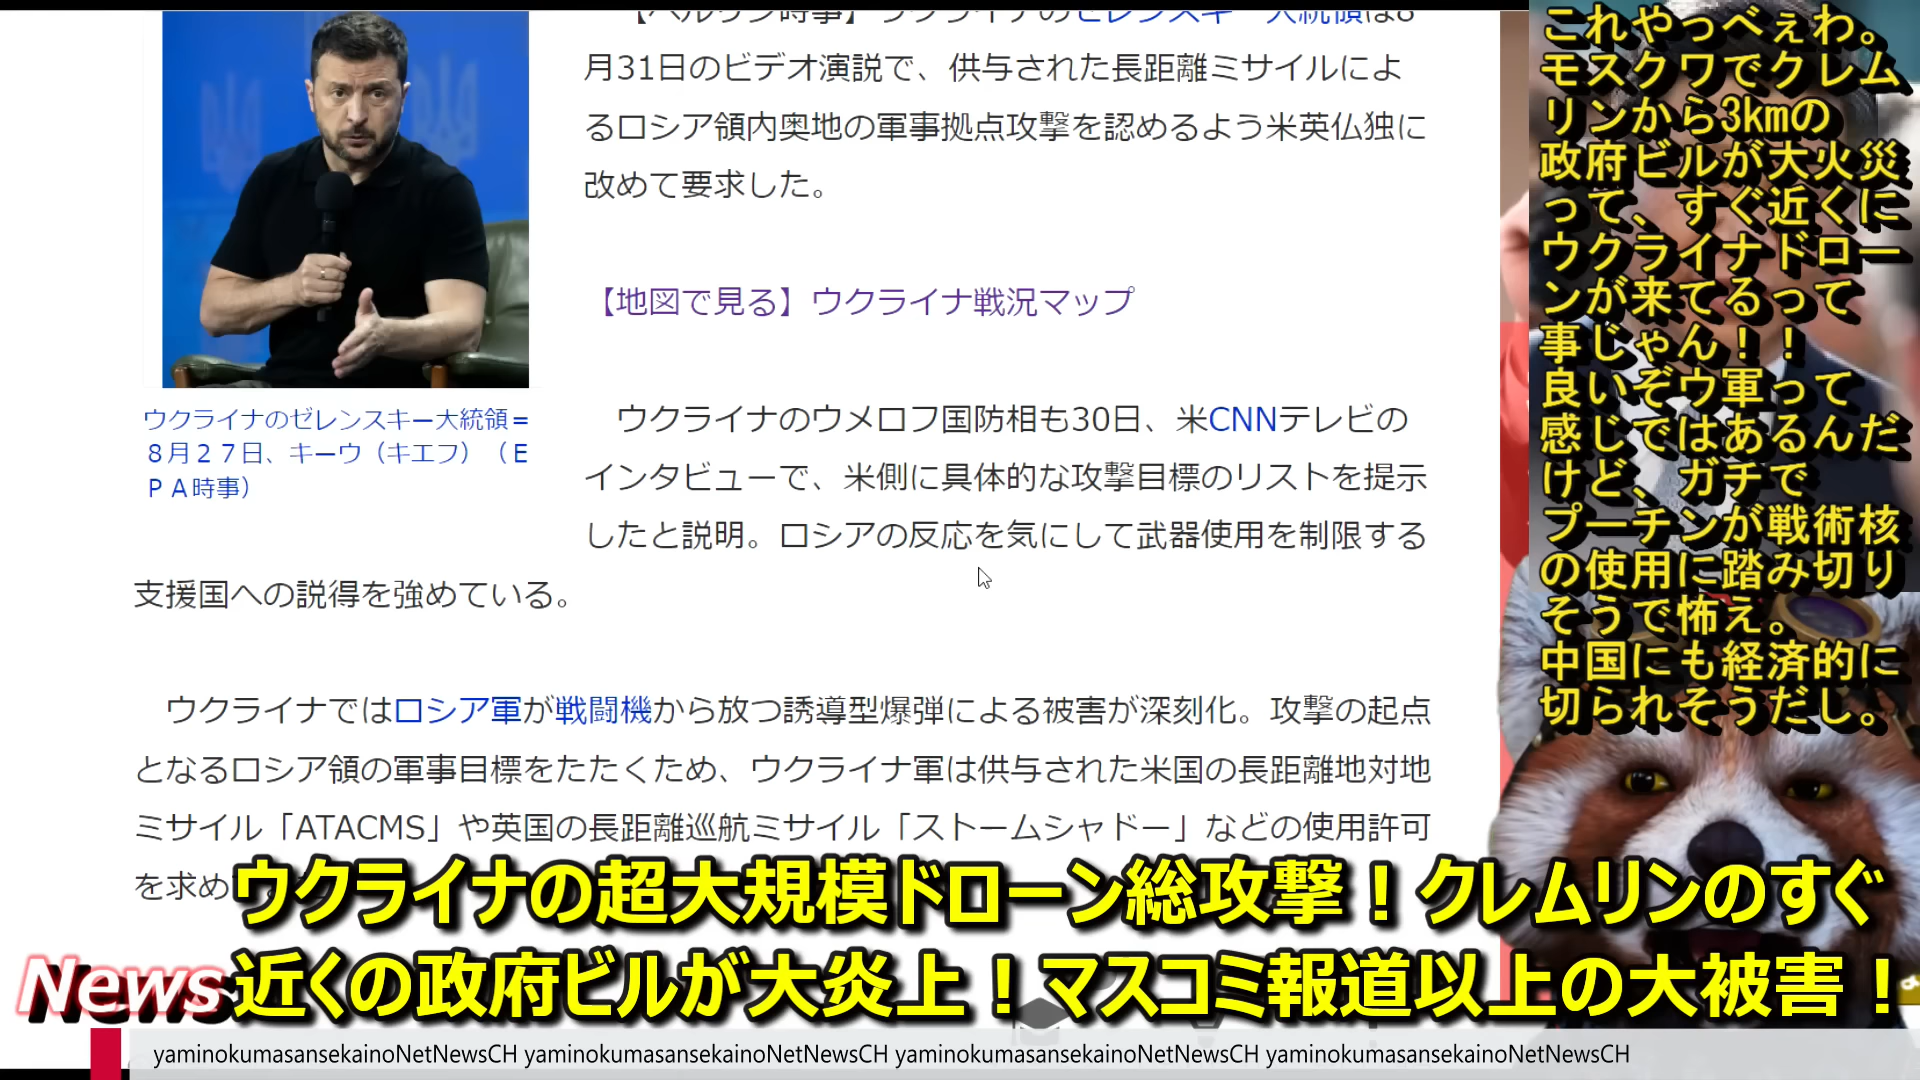 【ベルリン時事】ウクライナのゼレンスキー大統領は8
月31日のビデオ演説で、供与された長距離ミサイルによ
るロシア領内奥地の軍事拠点攻撃を認めるよう米英仏独に
改めて要求した。
【地図で見る】ウクライナ戦況マップ
ウクライナのゼレンスキー大統領＝
８月２７日、キーウ（キエフ）（Ｅ
ＰＡ時事）
ウクライナのウメロフ国防相も30日、米CNNテレビの
インタビューで、米側に具体的な攻撃目標のリストを提示
したと説明。ロシアの反応を気にして武器使用を制限する
支援国への説得を強めている。
ウクライナではロシア軍が戦闘機から放つ誘導型爆弾による被害が深刻化。攻撃の起点
となるロシア領の軍事目標をたたくため、ウクライナ軍は供与された米国の長距離地対地
ミサイル「ATACMS」や英国の長距離巡航ミサイル「ストームシャドー」などの使用許可
を求め
これやっべぇわ。
モスクワでクレム
リンから3kmの
政府ビルが大火災
って、すぐ近くに
ウクライナドロー
ンが来てるって
事じゃん！！
良いぞウ軍って
感じではあるんだ
けど、ガチで
プーチンが戦術核
の使用に踏み切り
そうで怖え。
中国にも経済的に
切られそうだし。
ウクライナの超大規模ドローン総攻撃！クレムリンのすぐ
近くの政府ビルが大炎上！マスコミ報道以上の大被害！
News
yaminokumasansekainoNetNewsCH yaminokumasansekainoNetNewsCH yaminokumasansekainoNetNewsCH yaminokumasansekainoNetNewsCH